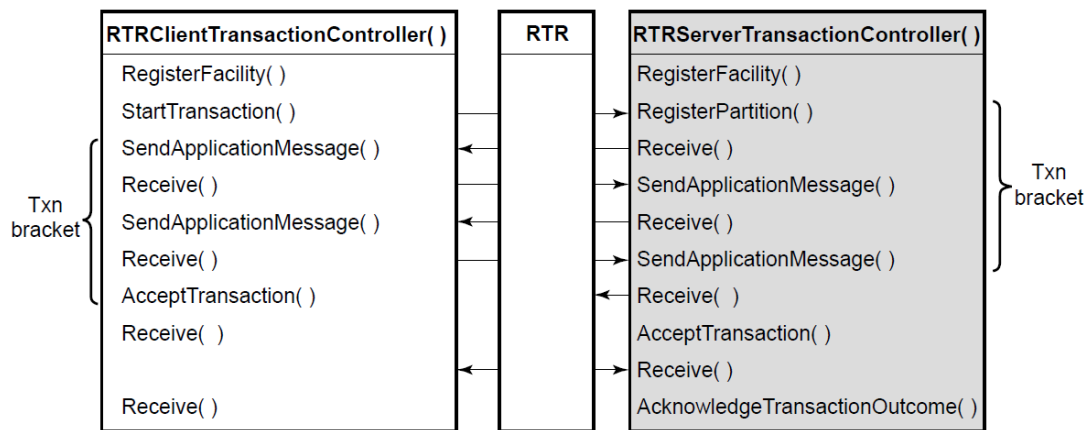 RTRClientTransactionController( )
RegisterFacility( )
StartTransaction( )
SendApplicationMessage( )
Receive( )
SendApplicationMessage( )
Receive( )
AcceptTransaction( )
Receive(  )
Receive( )
Txn
bracket
RTR
RTRServerTransactionController( )
RegisterFacility( )
RegisterPartition( )
Receive( )
SendApplicationMessage( )
Receive( )
SendApplicationMessage( )
Receive(  )
AcceptTransaction( )
Receive( )
AcknowledgeTransactionOutcome( )
Txn
bracket